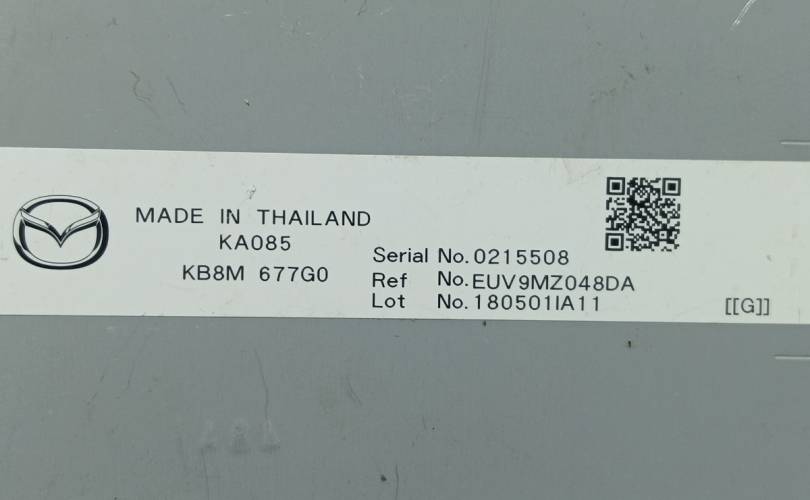 MADE IN THAILAND
KA085
KB8M 677G0
Serial No.0215508
Ref No.EUV9MZ048DA
Lot No.180501IA11
[[G]]